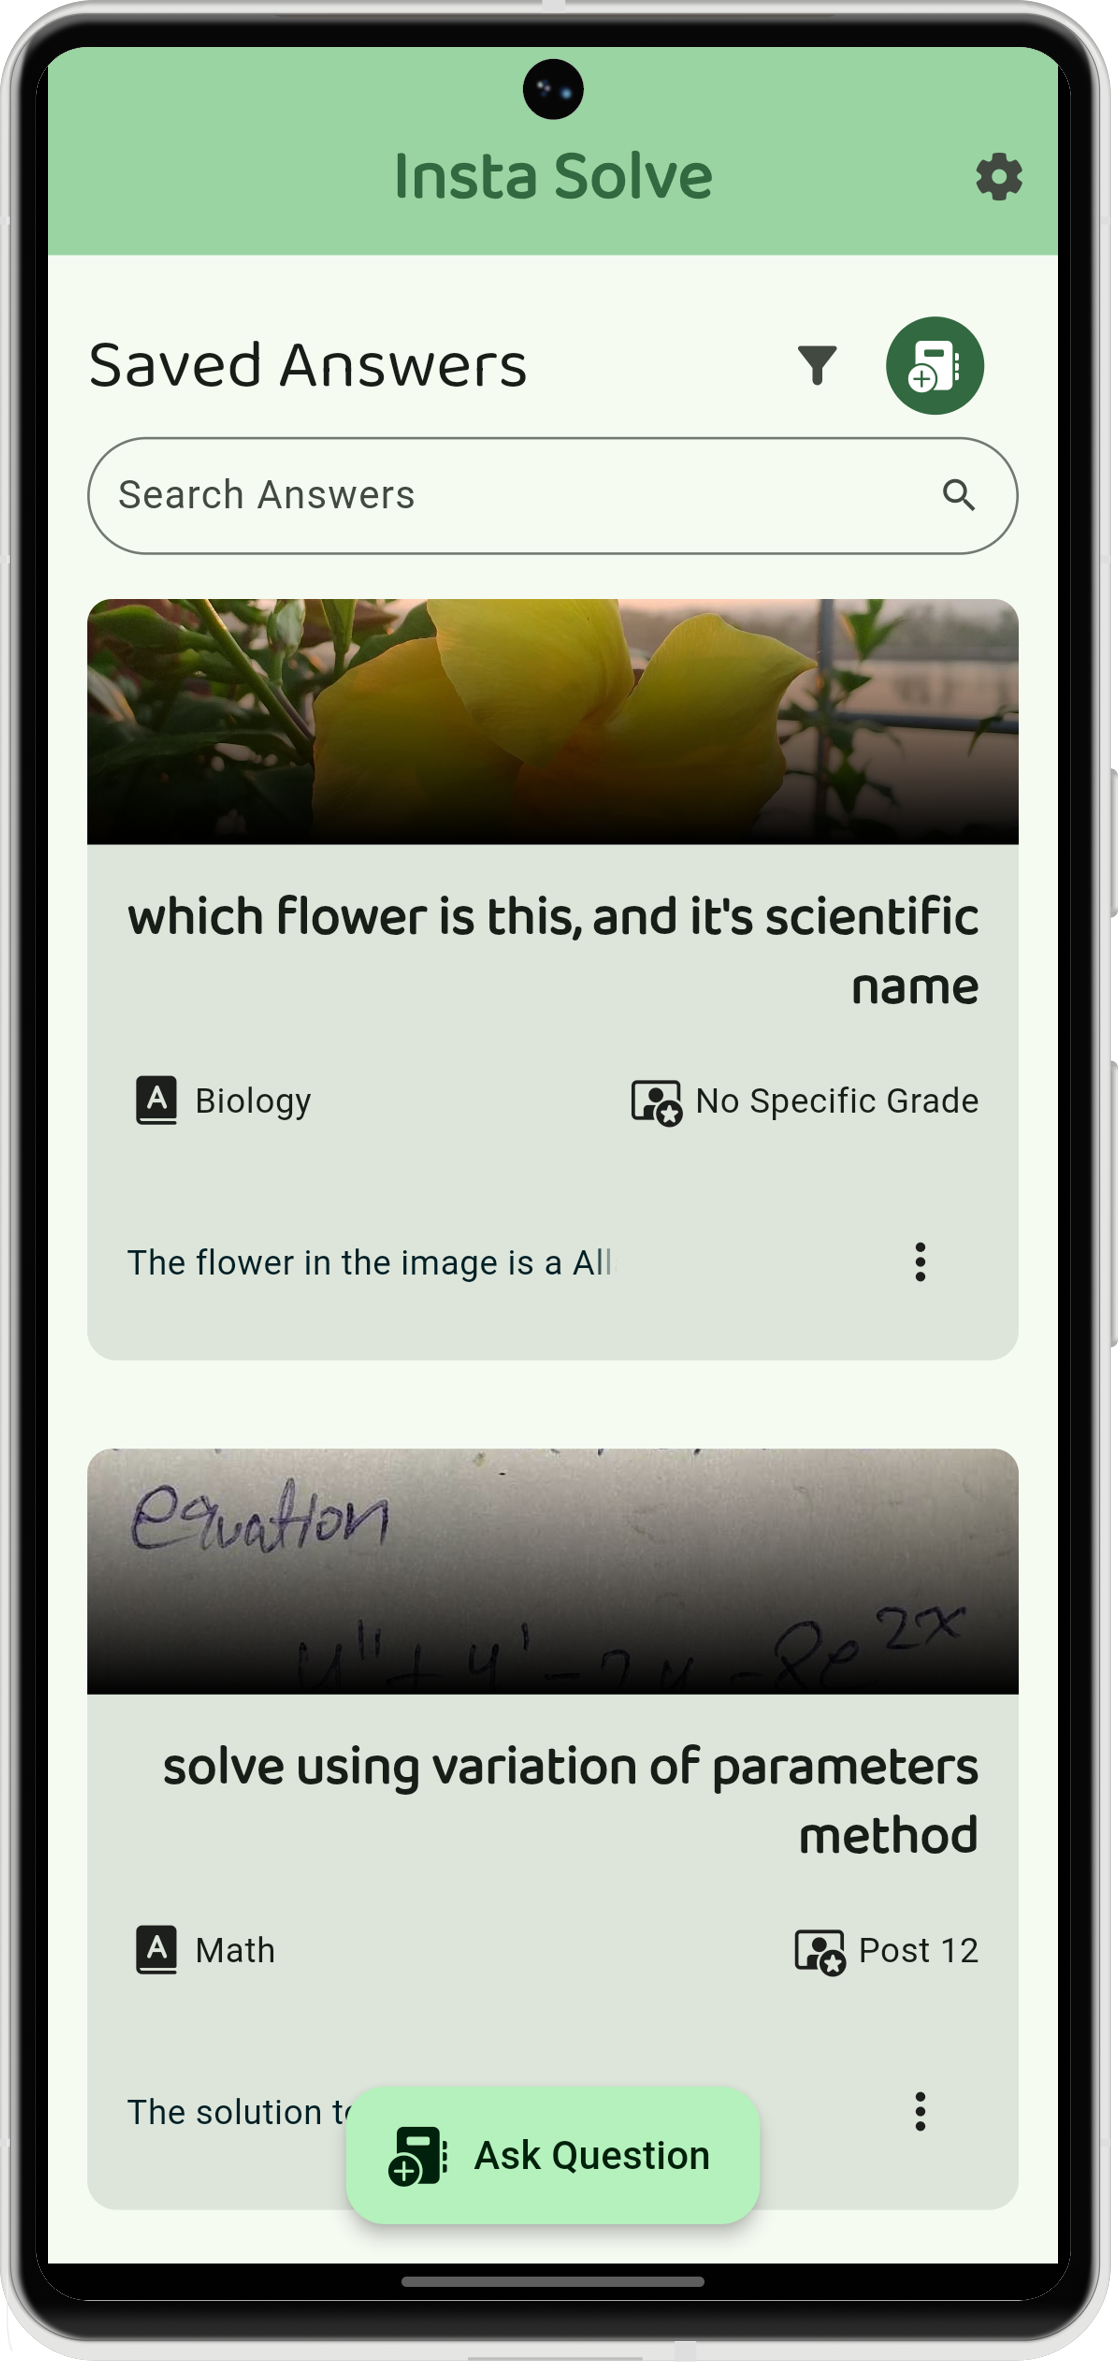 Insta Solve
Saved Answers
Search Answers
which flower is this, and it's scientific
name
Biology
No Specific Grade
The flower in the image is a All
equation
y'' + y' - 2y = 8e^2x
solve using variation of parameters
method
Math
Post 12
The solution to
Ask Question